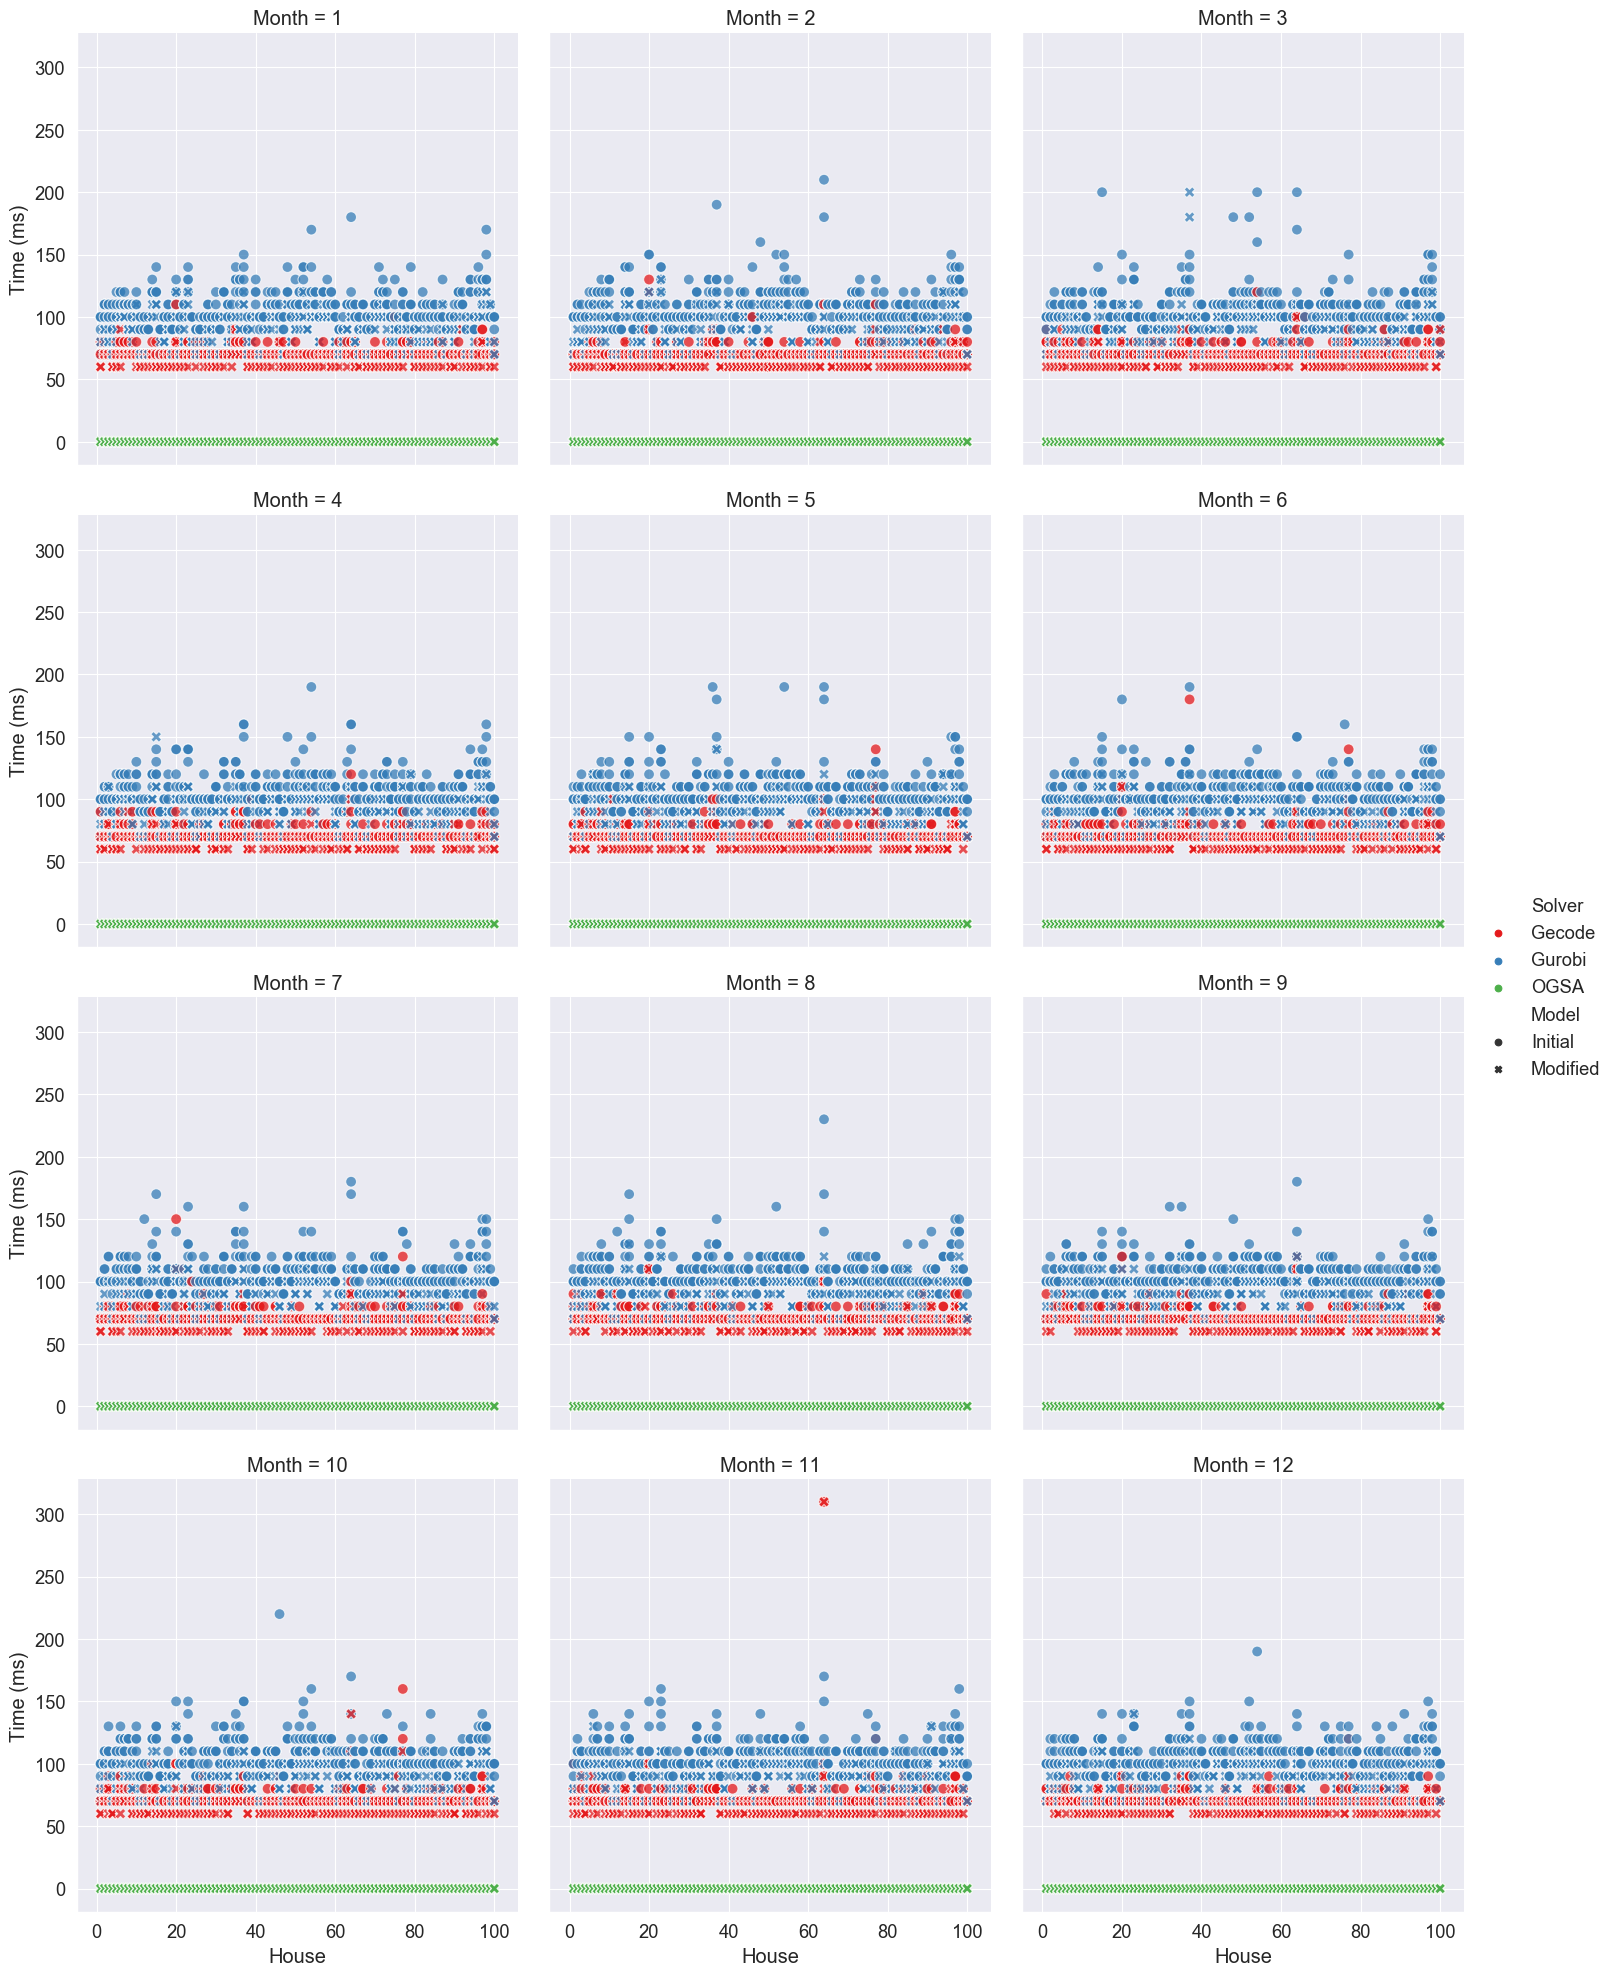 Month = 1
Month = 2
Month = 3
Time (ms)
300
250
200
150
100
50
0
Month = 4
Month = 5
Month = 6
Time (ms)
300
250
200
150
100
50
0
Solver
Gecode
Gurobi
OGSA
Model
Initial
Modified
Month = 7
Month = 8
Month = 9
Time (ms)
300
250
200
150
100
50
0
Month = 10
Month = 11
Month = 12
Time (ms)
300
250
200
150
100
50
0
0 20 40 60 80 100
0 20 40 60 80 100
0 20 40 60 80 100
House
House
House